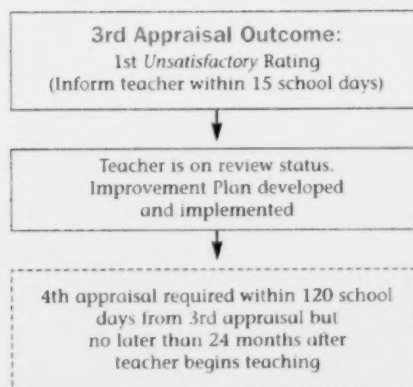 3rd Appraisal Outcome:
1st Unsatisfactory Rating
(Inform teacher within 15 school days)
Teacher is on review status.
Improvement Plan developed
and implemented
4th appraisal required within 120 school
days from 3rd appraisal but
no later than 24 months after
teacher begins teaching